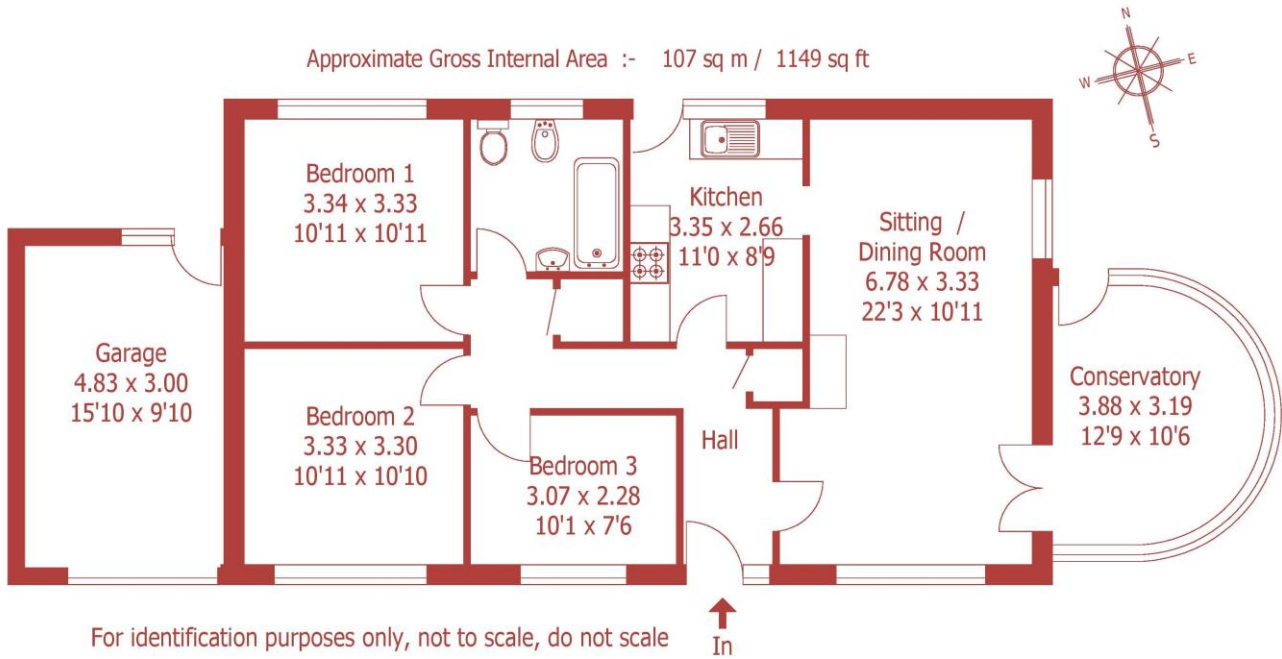 Approximate Gross Internal Area :- 107 sq m / 1149 sq ft
N
E
W
S
Bedroom 1
3.34 x 3.33
10'11 x 10'11
Kitchen
3.35 x 2.66
11'0 x 8'9
Sitting /
Dining Room
6.78 x 3.33
22'3 x 10'11
Garage
4.83 x 3.00
15'10 x 9'10
Bedroom 2
3.33 x 3.30
10'11 x 10'10
Bedroom 3
3.07 x 2.28
10'1 x 7'6
Hall
Conservatory
3.88 x 3.19
12'9 x 10'6
For identification purposes only, not to scale, do not scale
In